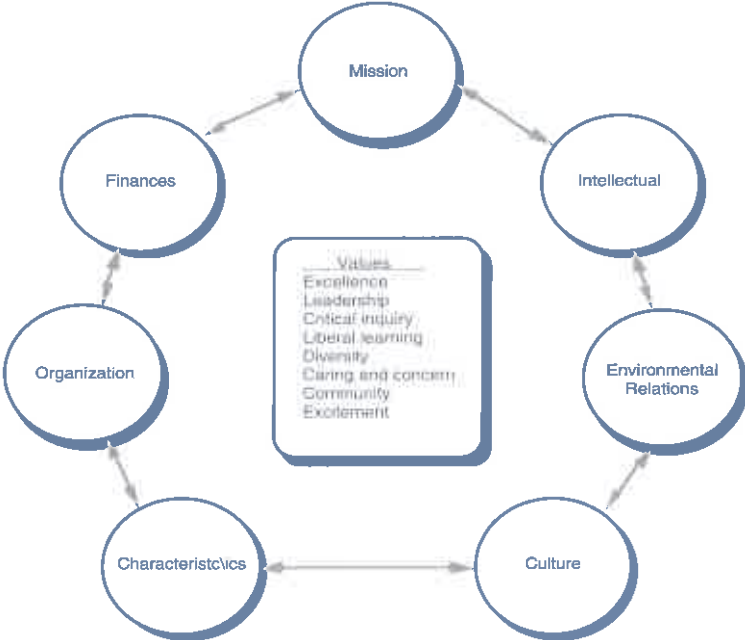 Mission
Finances
Intellectual
Values
Excellence
Leadership
Critical inquiry
Liberal learning
Diversity
Caring and concern
Community
Excitement
Organization
Environmental
Relations
Characteristc\ics
Culture